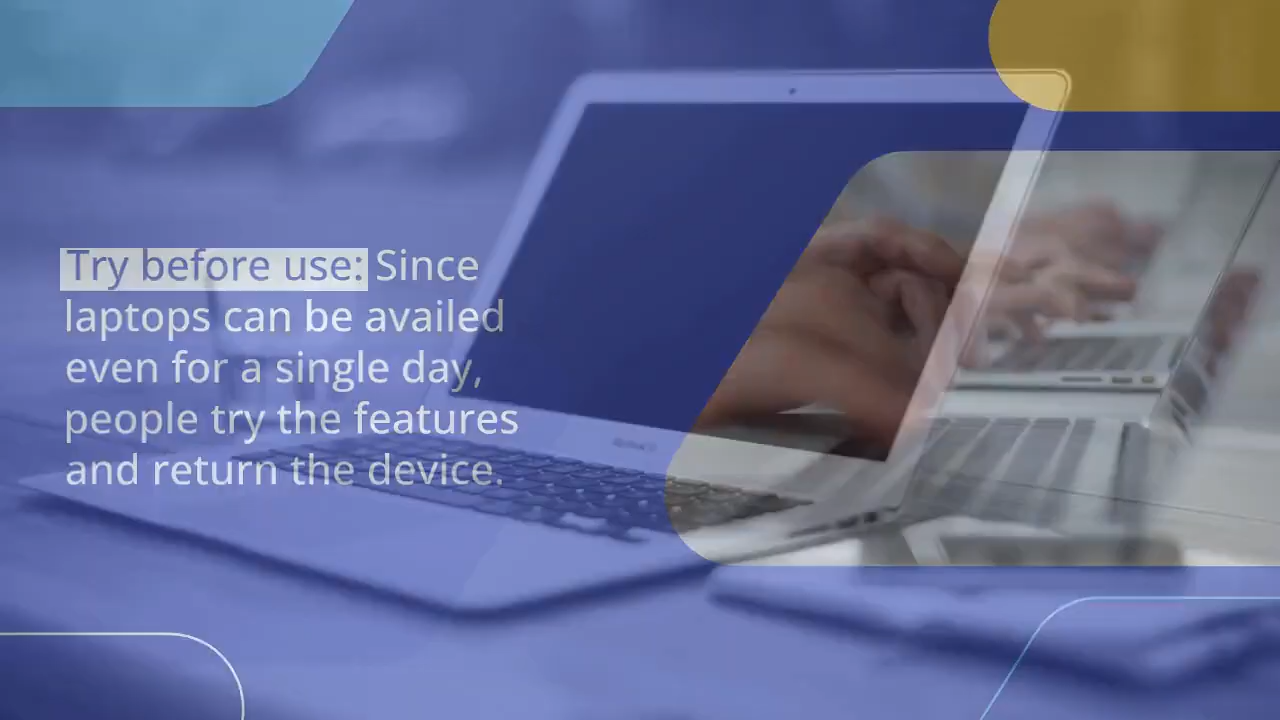 Try before use: Since
laptops can be availed
even for a single day,
people try the features
and return the device.